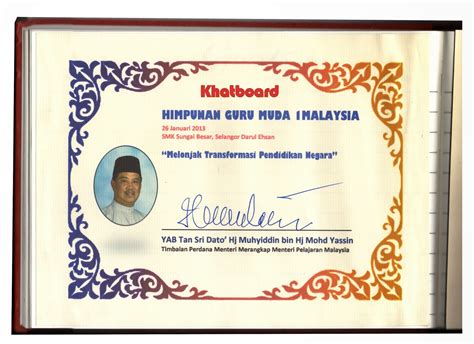 Khatboard
HIMPUNAN GURU MUDA 1MALAYSIA
26 Januari 2013
SMK Sungai Besar, Selangor Darul Ehsan
“Melonjak Transformasi Pendidikan Negara”
YAB Tan Sri Dato’ Hj Muhyiddin bin Hj Mohd Yassin
Timbalan Perdana Menteri Merangkap Menteri Pelajaran Malaysia